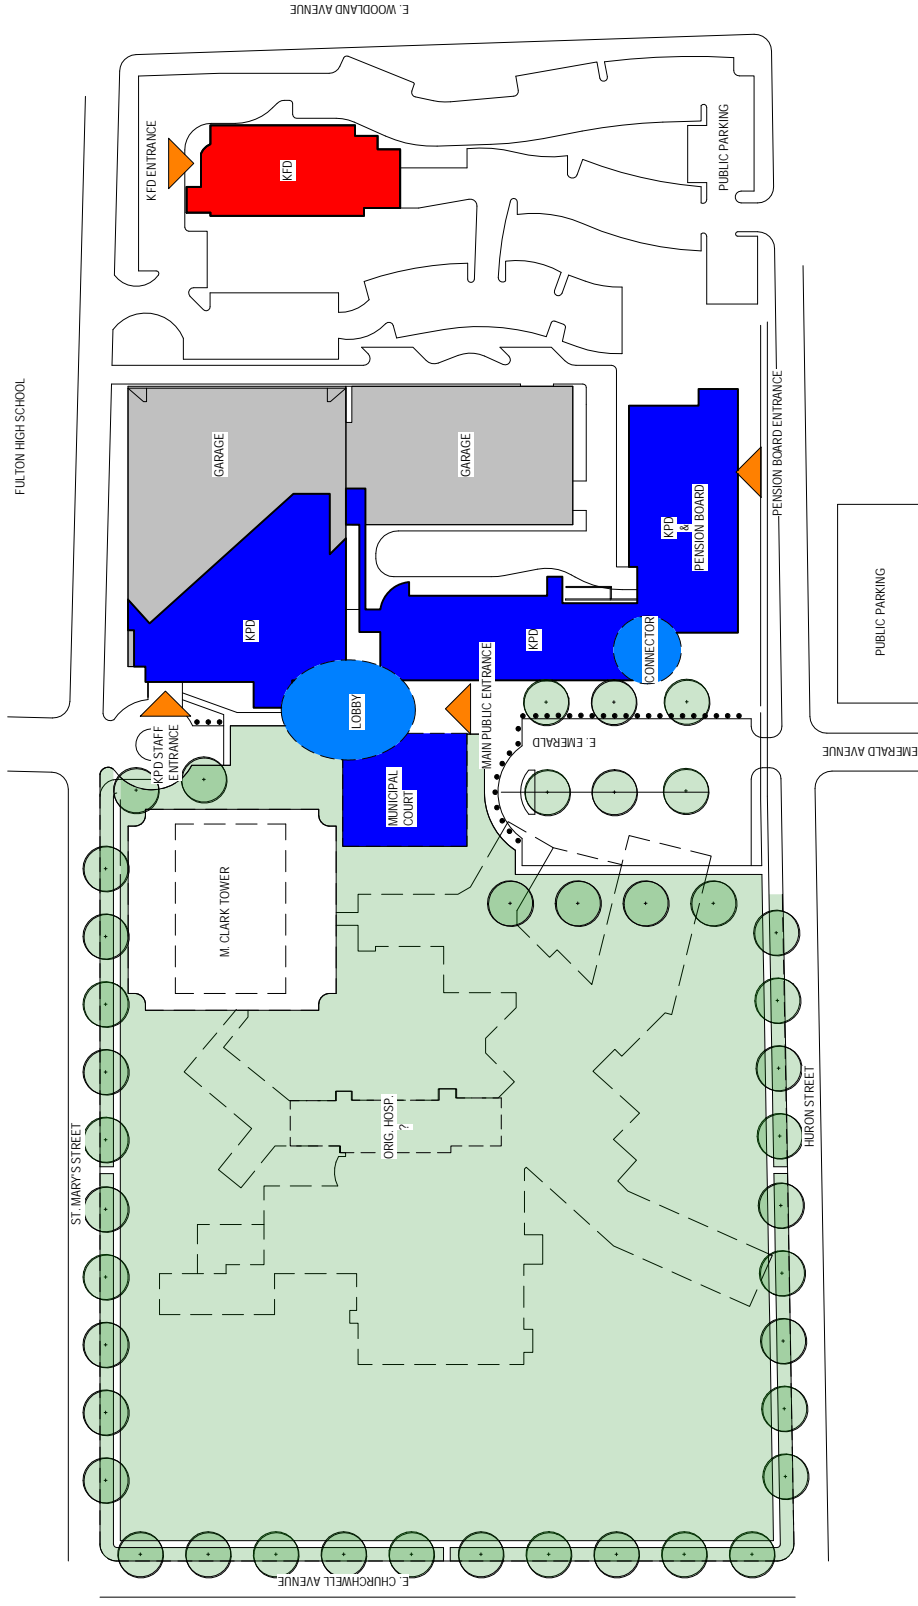 E. WOODLAND AVENUE
KFD ENTRANCE
KFD
PUBLIC PARKING
FULTON HIGH SCHOOL
GARAGE
GARAGE
PENSION BOARD ENTRANCE
KPD
&
PENSION BOARD
KPD
KPD
CONNECTOR
PUBLIC PARKING
LOBBY
MAIN PUBLIC ENTRANCE
KPD STAFF
ENTRANCE
E. EMERALD
EMERALD AVENUE
MUNICIPAL
COURT
M. CLARK TOWER
ORIG. HOSP.
?
ST. MARY'S STREET
HURON STREET
E. CHURCHWELL AVENUE